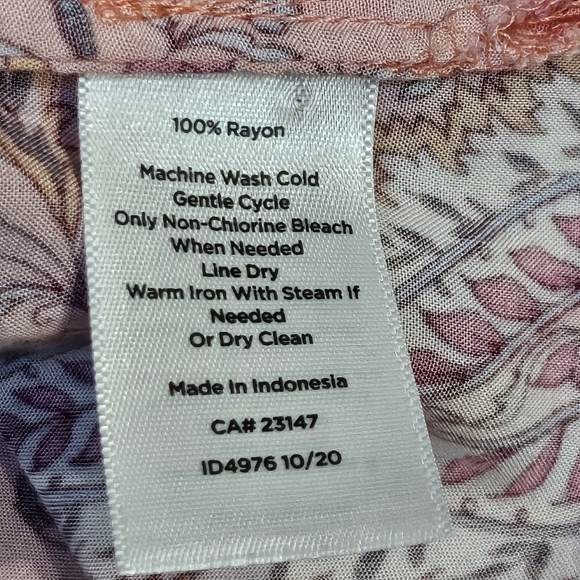 100% Rayon
Machine Wash Cold
Gentle Cycle
Only Non-Chlorine Bleach
When Needed
Line Dry
Warm Iron With Steam If
Needed
Or Dry Clean
Made In Indonesia
CA# 23147
ID4976 10/20